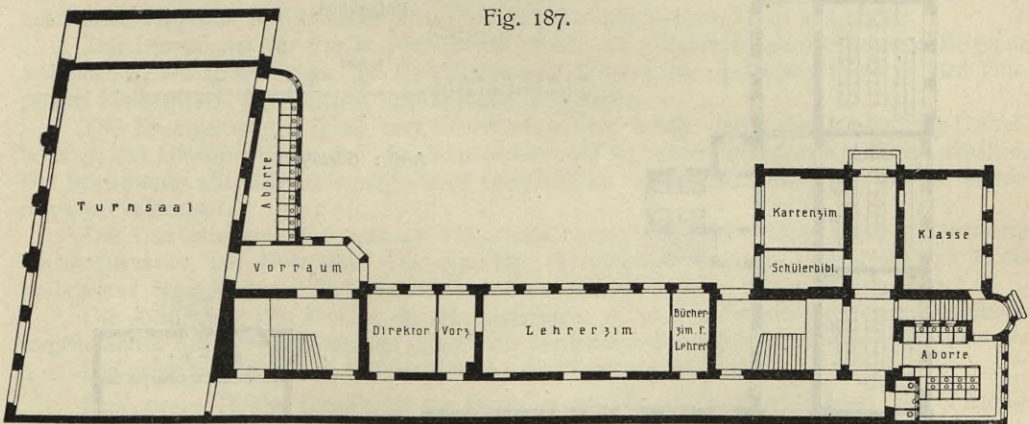 Fig. 187.
Turnsaal
Aborte
Vorraum
Direktor
Vorz.
Lehrerzim
Bücher-
zim. f.
Lehrer
Kartenzim.
Schülerbibl.
Klasse
Aborte